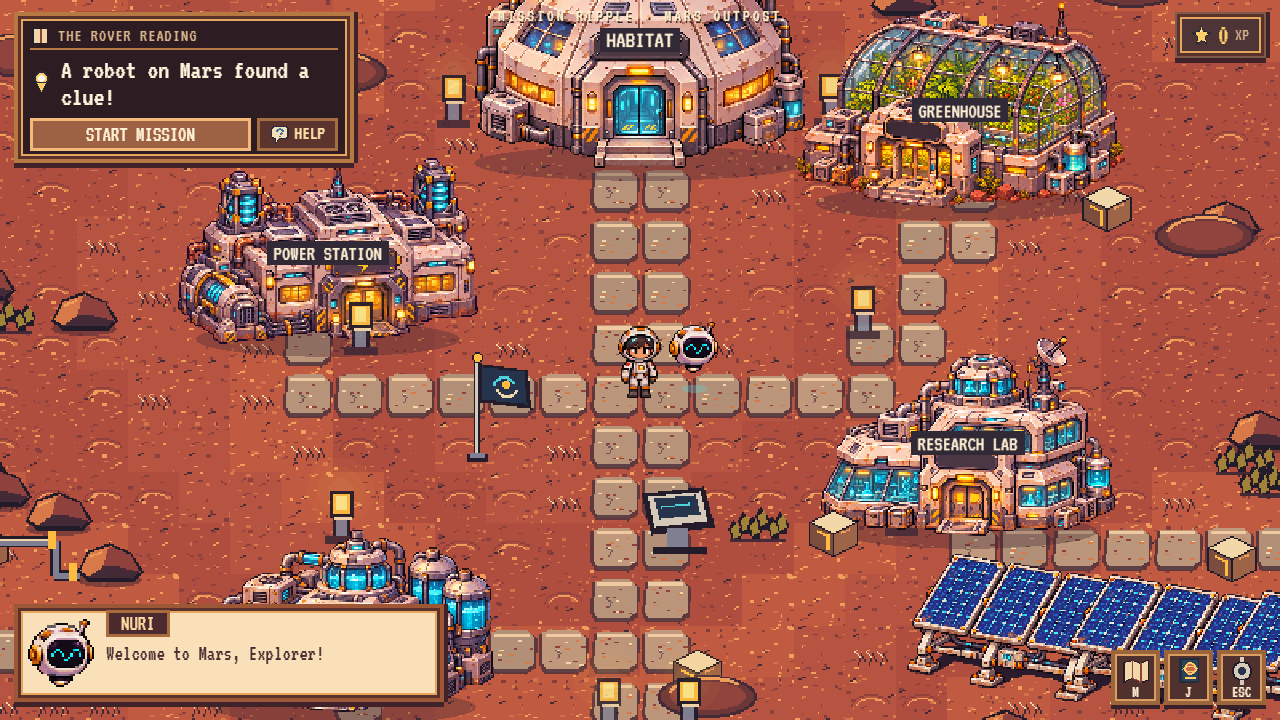 MISSION RIPPLE · MARS OUTPOST
THE ROVER READING
A robot on Mars found a
clue!
START MISSION
HELP
0 XP
HABITAT
GREENHOUSE
POWER STATION
RESEARCH LAB
NURI
Welcome to Mars, Explorer!
M
J
ESC